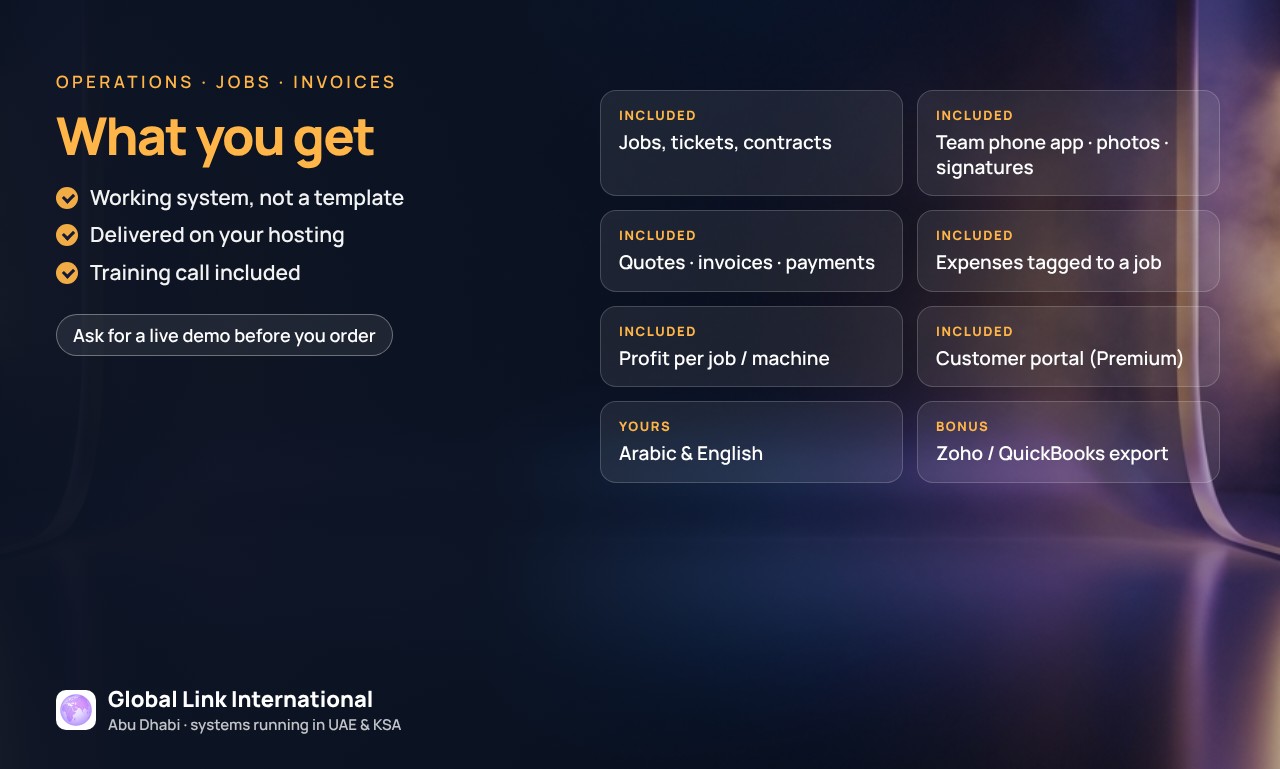 OPERATIONS · JOBS · INVOICES
What you get
Working system, not a template
Delivered on your hosting
Training call included
Ask for a live demo before you order
INCLUDED
Jobs, tickets, contracts
INCLUDED
Team phone app · photos ·
signatures
INCLUDED
Quotes · invoices · payments
INCLUDED
Expenses tagged to a job
INCLUDED
Profit per job / machine
INCLUDED
Customer portal (Premium)
YOURS
Arabic & English
BONUS
Zoho / QuickBooks export
Global Link International
Abu Dhabi · systems running in UAE & KSA